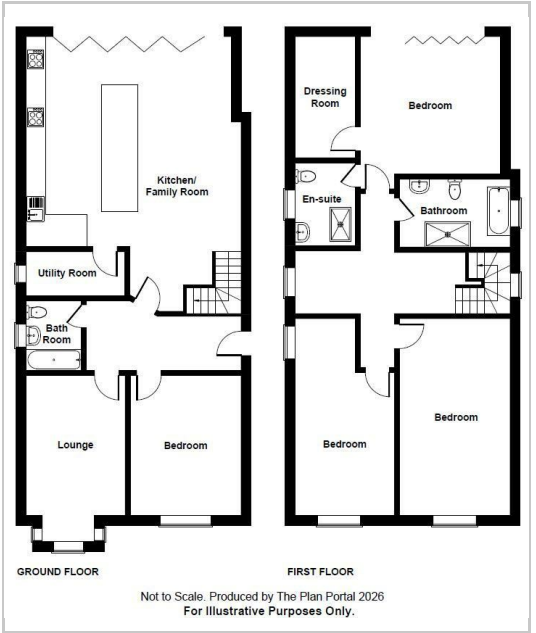 Kitchen/
Family Room
Utility Room
Bath
Room
Lounge
Bedroom
GROUND FLOOR
Dressing
Room
Bedroom
En-suite
Bathroom
Bedroom
Bedroom
FIRST FLOOR
Not to Scale. Produced by The Plan Portal 2026
For Illustrative Purposes Only.